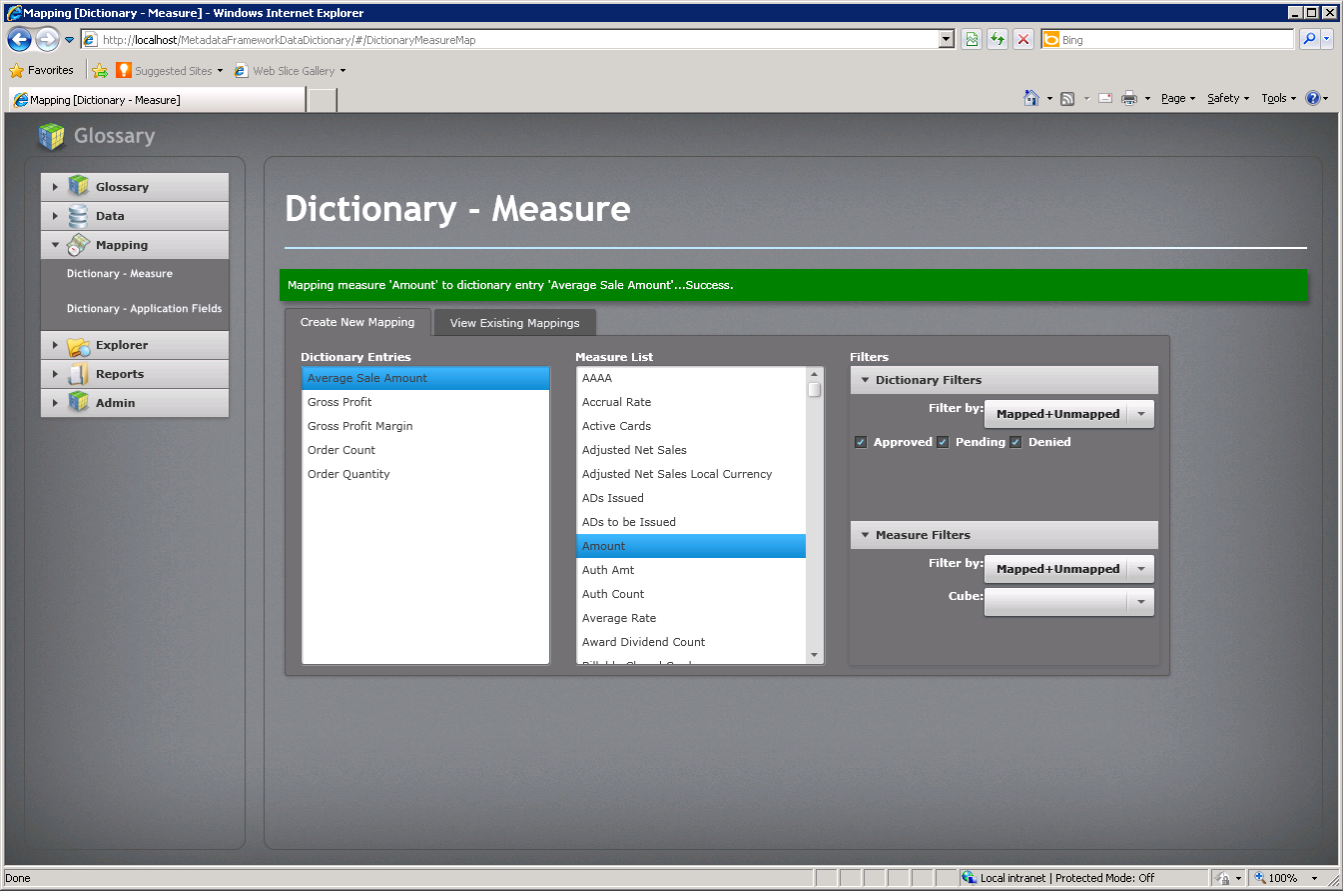 Mapping [Dictionary - Measure] - Windows Internet Explorer
http://localhost/MetadataFrameworkDataDictionary/#/DictionaryMeasureMap
Bing
Favorites
Suggested Sites
Web Slice Gallery
Mapping [Dictionary - Measure]
Page
Safety
Tools
Glossary
Glossary
Data
Mapping
Dictionary - Measure
Dictionary - Application Fields
Explorer
Reports
Admin
Dictionary - Measure
Mapping measure 'Amount' to dictionary entry 'Average Sale Amount'...Success.
Create New Mapping
View Existing Mappings
Dictionary Entries
Average Sale Amount
Gross Profit
Gross Profit Margin
Order Count
Order Quantity
Measure List
AAAA
Accrual Rate
Active Cards
Adjusted Net Sales
Adjusted Net Sales Local Currency
ADs Issued
ADs to be Issued
Amount
Auth Amt
Auth Count
Average Rate
Award Dividend Count
Filters
Dictionary Filters
Filter by: Mapped+Unmapped
Approved Pending Denied
Measure Filters
Filter by: Mapped+Unmapped
Cube:
Done
Local intranet | Protected Mode: Off
100%